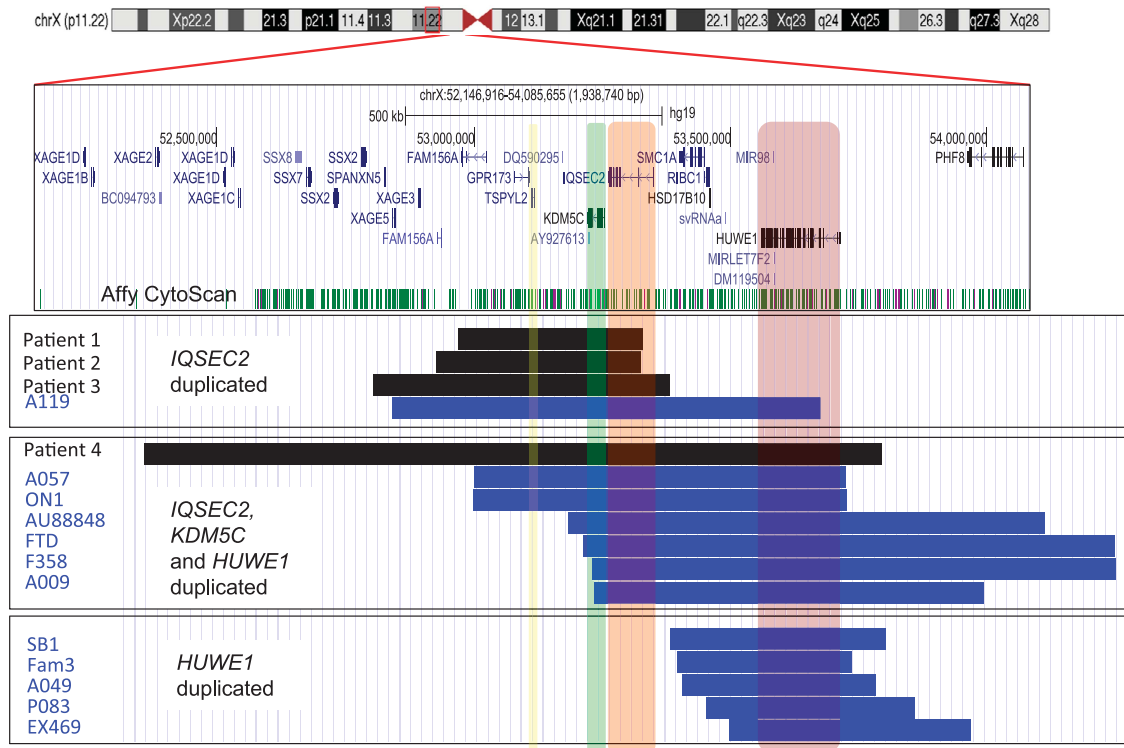 chrX (p11.22) Xp22.2 21.3 p21.1 11.4 11.3 11.22 12 13.1 Xq21.1 21.31 22.1 q22.3 Xq23 q24 Xq25 26.3 q27.3 Xq28
chrX:52,146,916-54,085,655 (1,938,740 bp)
500 kb hg19
52,500,000 53,000,000 53,500,000 54,000,000
XAGE1D XAGE2 XAGE1D SSX8 SSX2 FAM156A DQ590295 SMC1A MIR98 PHF8
XAGE1B XAGE1D SSX7 SPANXN5 GPR173 IQSEC2 RIBC1
BC094793 XAGE1C SSX2 XAGE3 TSPYL2 HSD17B10
XAGE5 KDM5C svRNAa
FAM156A AY927613 HUWE1
MIRLET7F2
DM119504
Affy CytoScan
Patient 1
Patient 2
Patient 3
A119
IQSEC2
duplicated
Patient 4
A057
ON1
AU88848
FTD
F358
A009
IQSEC2,
KDM5C
and HUWE1
duplicated
SB1
Fam3
A049
P083
EX469
HUWE1
duplicated